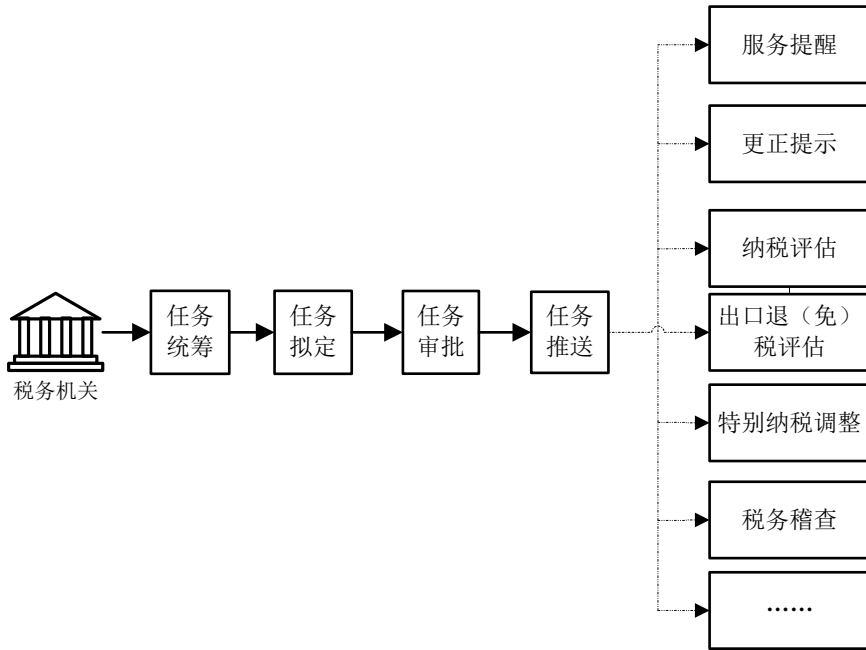 税务机关
任务
统筹
任务
拟定
任务
审批
任务
推送
服务提醒
更正提示
纳税评估
出口退（免）
税评估
特别纳税调整
税务稽查
……